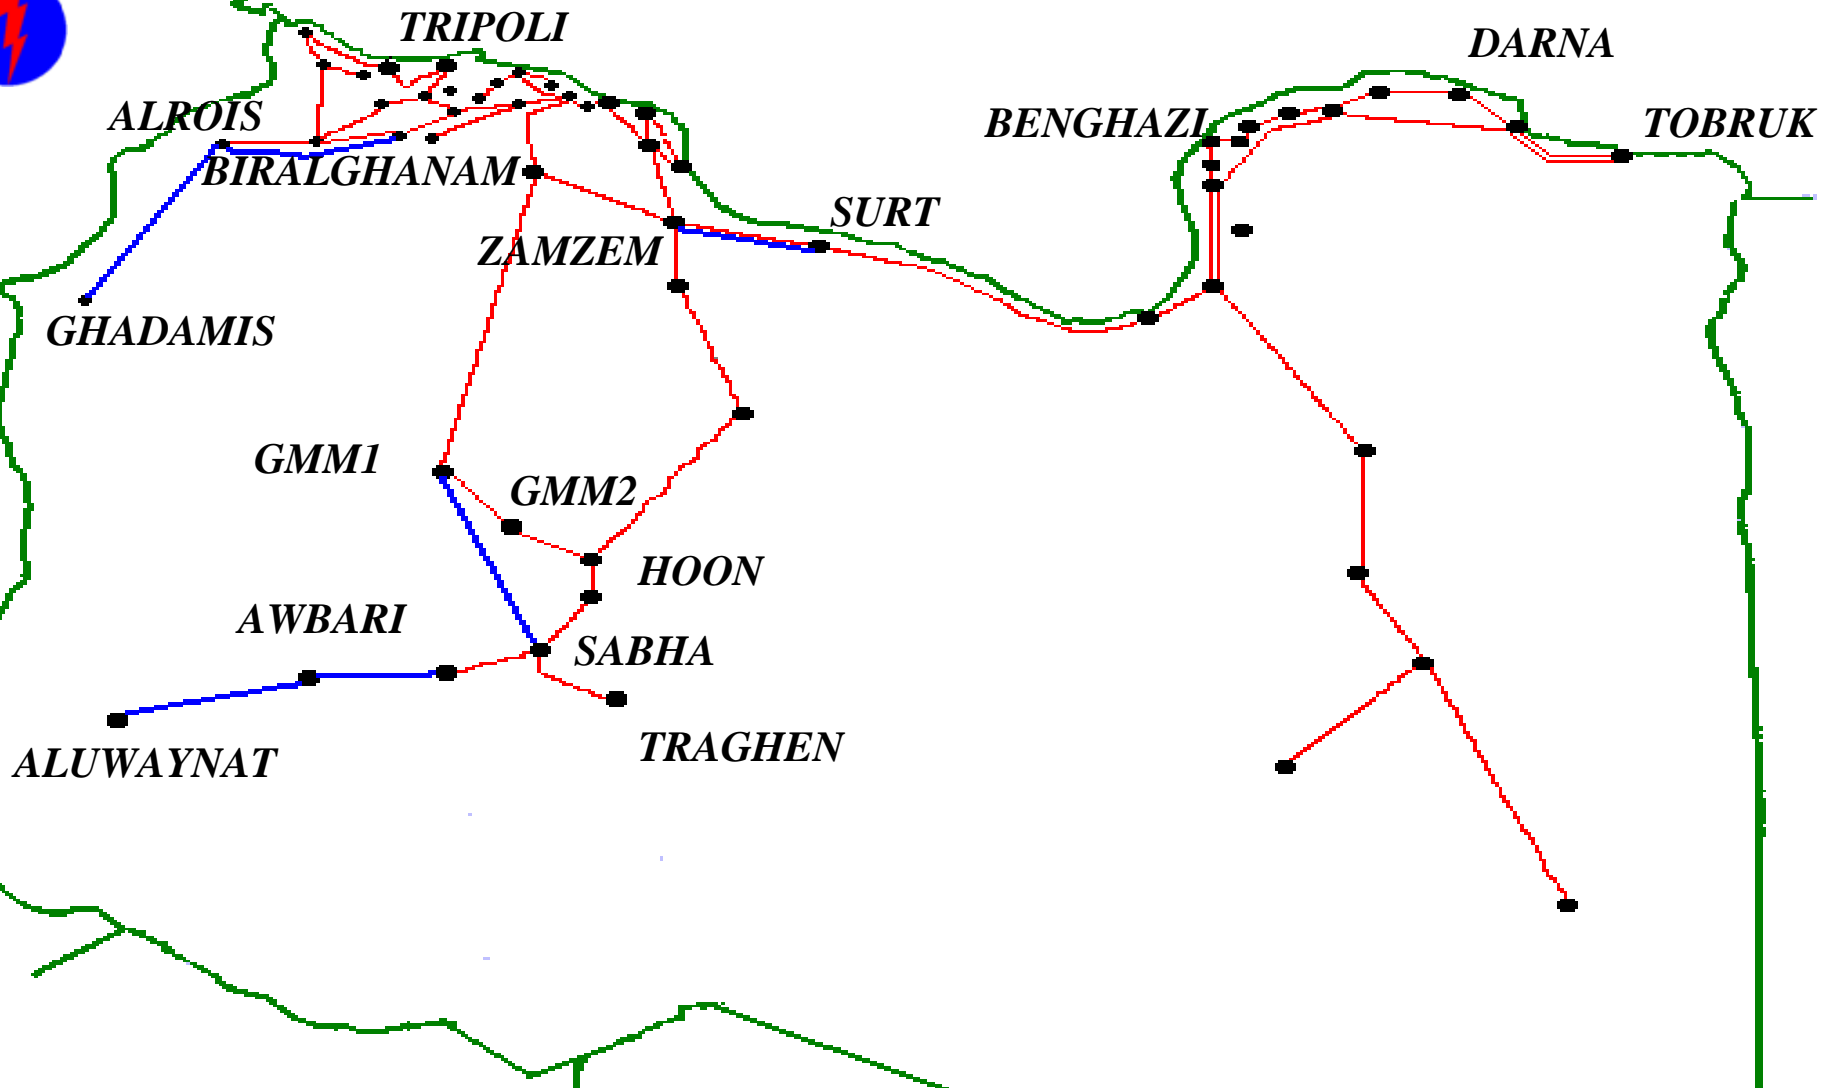 TRIPOLI
DARNA
ALROIS
BENGHAZI
TOBRUK
BIRALGHANAM
SURT
ZAMZEM
GHADAMIS
GMM1
GMM2
HOON
AWBARI
SABHA
TRAGHEN
ALUWAYNAT